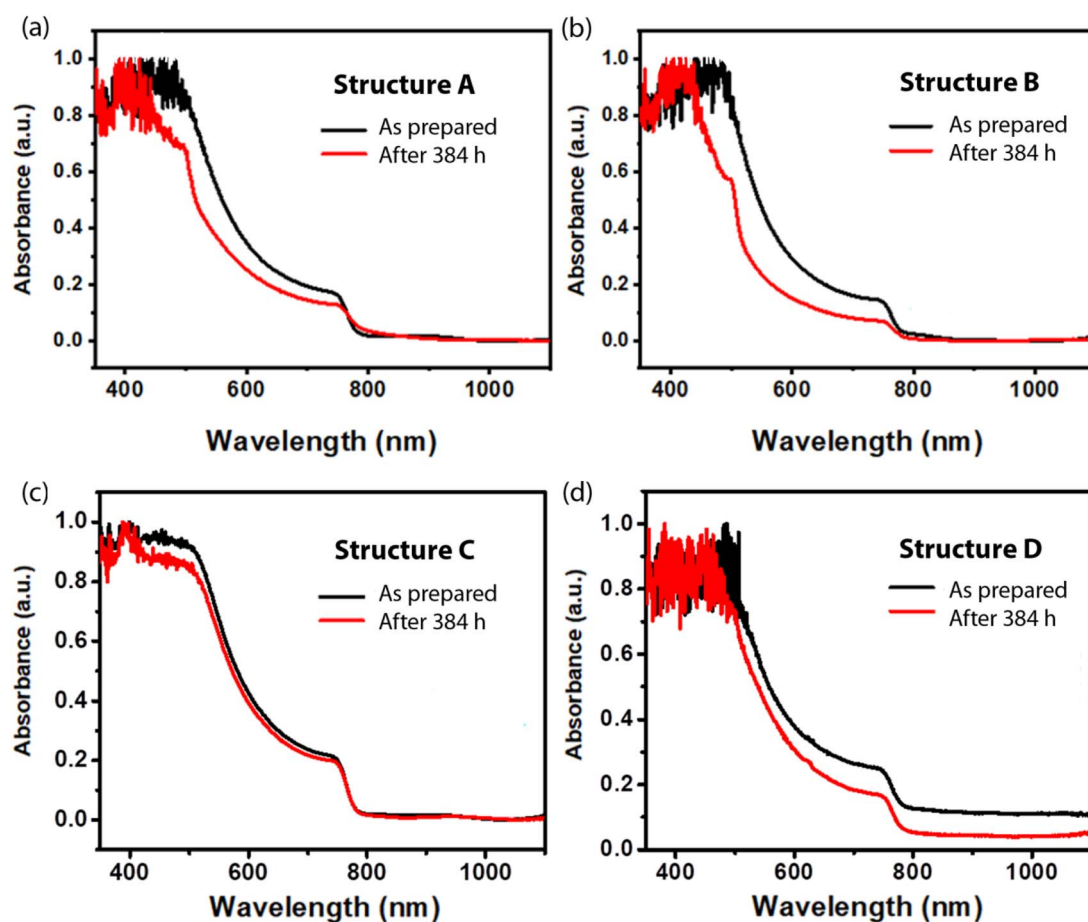 (a)
Structure A
As prepared
After 384 h
Absorbance (a.u.)
1.0
0.8
0.6
0.4
0.2
0.0
400 600 800 1000
Wavelength (nm)
(b)
Structure B
As prepared
After 384 h
Absorbance (a.u.)
1.0
0.8
0.6
0.4
0.2
0.0
400 600 800 1000
Wavelength (nm)
(c)
Structure C
As prepared
After 384 h
Absorbance (a.u.)
1.0
0.8
0.6
0.4
0.2
0.0
400 600 800 1000
Wavelength (nm)
(d)
Structure D
As prepared
After 384 h
Absorbance (a.u.)
1.0
0.8
0.6
0.4
0.2
0.0
400 600 800 1000
Wavelength (nm)